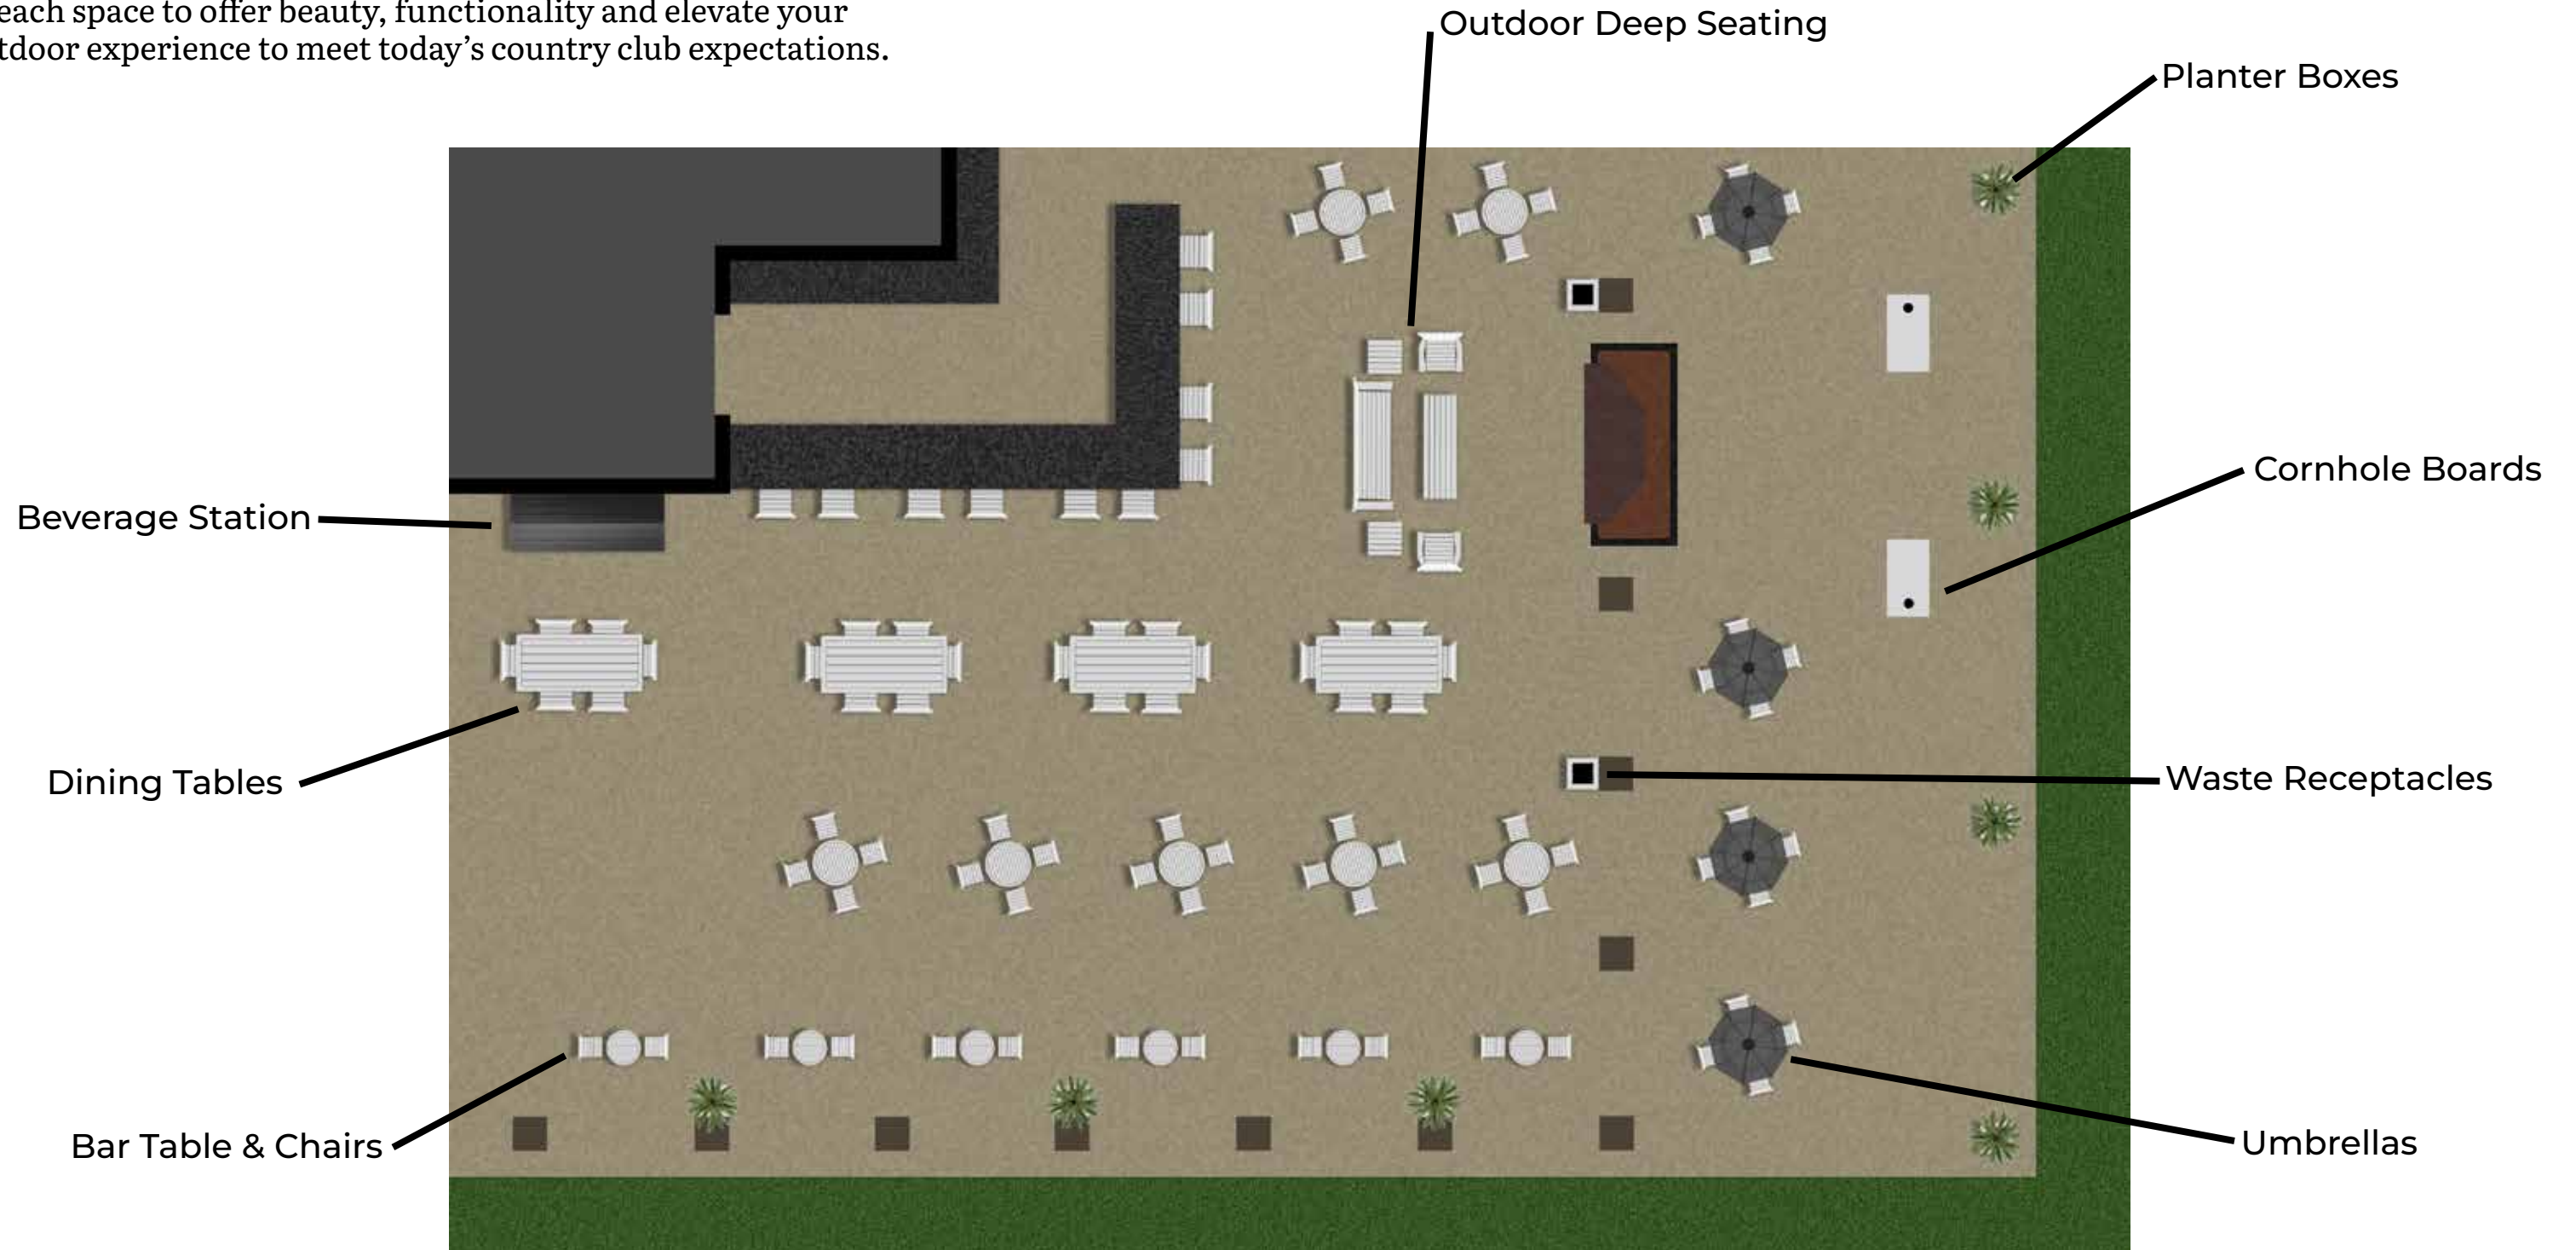 each space to offer beauty, functionality and elevate your
tdoor experience to meet today's country club expectations.
Outdoor Deep Seating
Planter Boxes
Cornhole Boards
Beverage Station
Dining Tables
Waste Receptacles
Bar Table & Chairs
Umbrellas